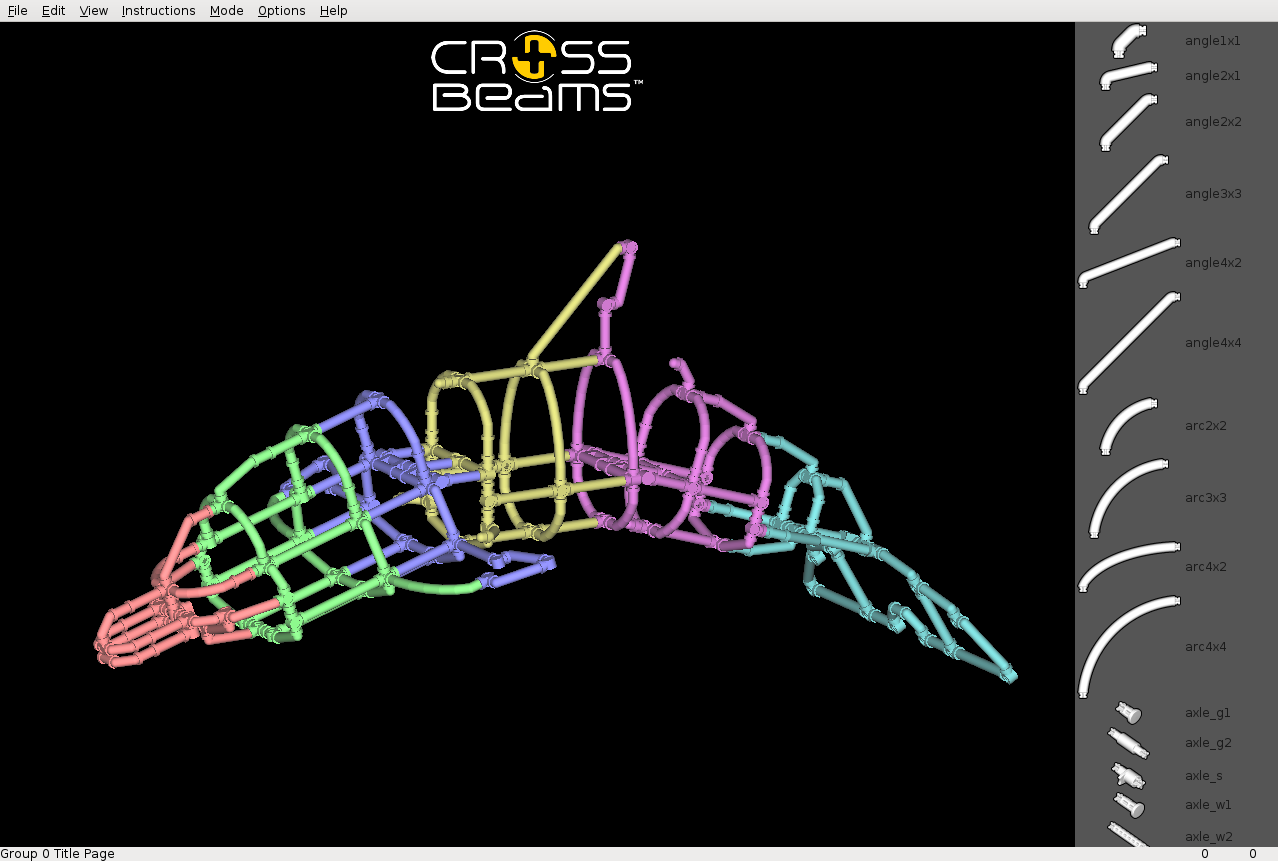 File Edit View Instructions Mode Options Help
CROSS
BeamS™
angle1x1
angle2x1
angle2x2
angle3x3
angle4x2
angle4x4
arc2x2
arc3x3
arc4x2
arc4x4
axle_g1
axle_g2
axle_s
axle_w1
axle_w2
Group 0 Title Page 0 0